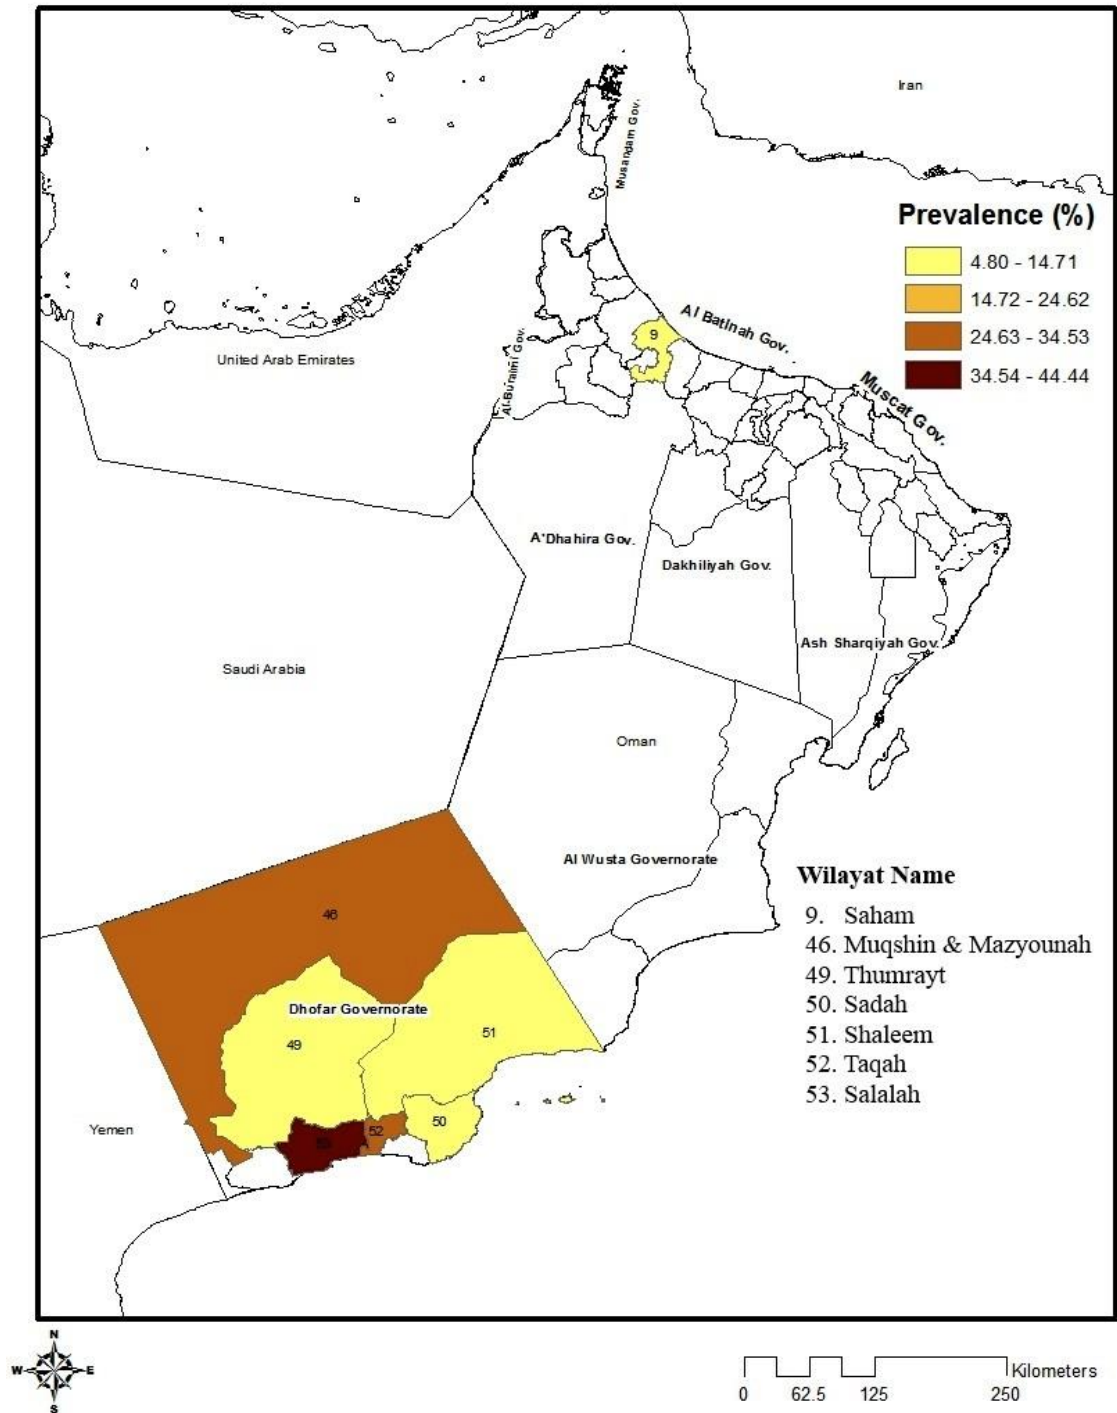 Iran
Musandam Gov.
Prevalence (%)
4.80 - 14.71
14.72 - 24.62
24.63 - 34.53
34.54 - 44.44
Al Batinah Gov.
9
United Arab Emirates
Al-Buraimi Gov.
Muscat Gov.
A'Dhahira Gov.
Dakhiliyah Gov.
Ash Sharqiyah Gov.
Saudi Arabia
Oman
Al Wusta Governorate
Wilayat Name
9. Saham
46. Muqshin & Mazyounah
49. Thumrayt
50. Sadah
51. Shaleem
52. Taqah
53. Salalah
46
Dhofar Governorate
51
49
50
52
53
Yemen
N
W E
S
Kilometers
0 62.5 125 250